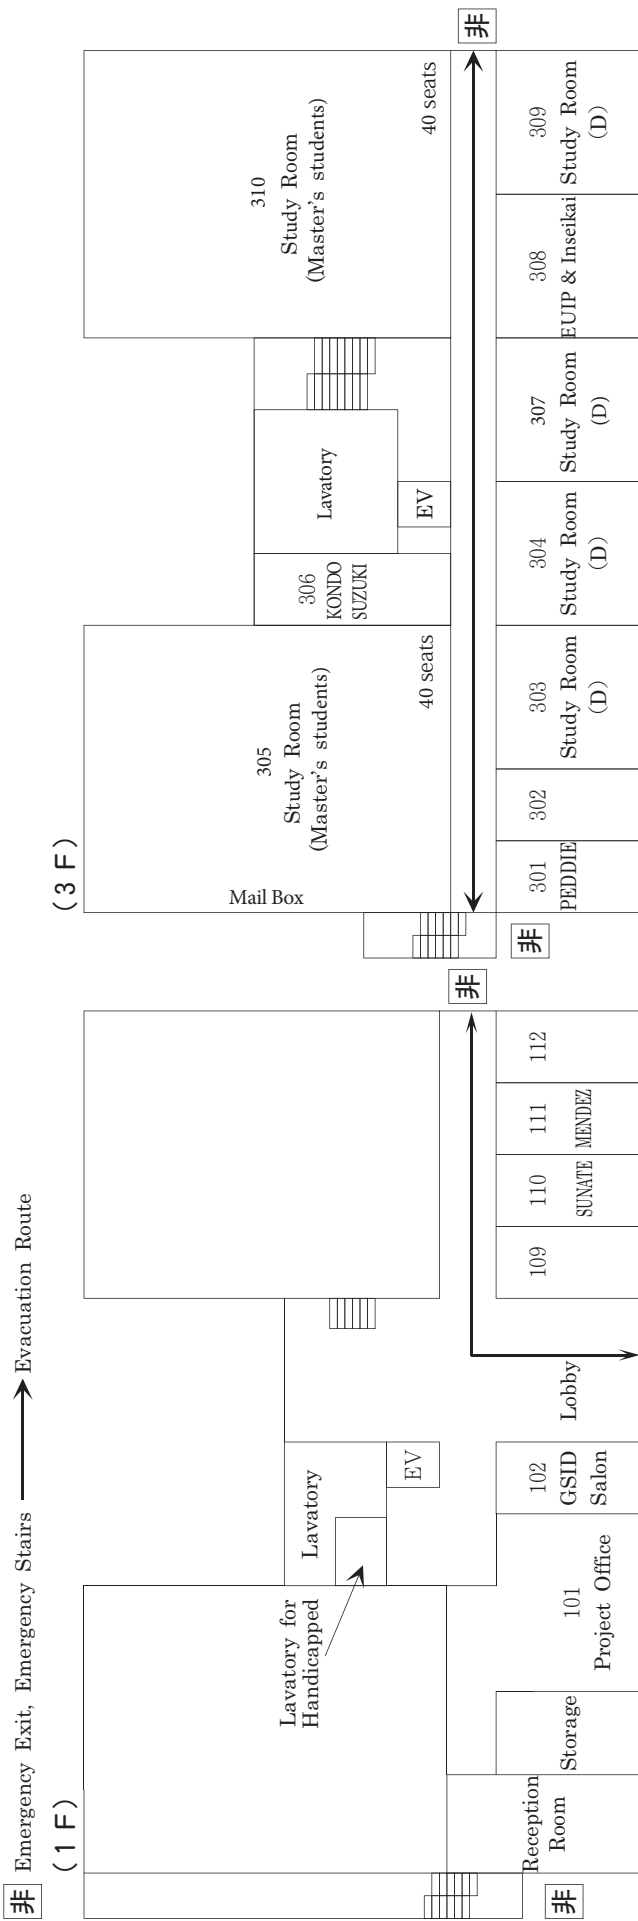 非 Emergency Exit, Emergency Stairs
Evacuation Route
(1 F)
Lavatory for
Handicapped
Lavatory
EV
Reception
Room
Storage
101
Project Office
102
GSID
Salon
Lobby
109
110
SUNATE
111
MENDEZ
112
非
非
(3 F)
Mail Box
305
Study Room
(Master's students)
40 seats
306
KONDO
SUZUKI
Lavatory
EV
310
Study Room
(Master's students)
40 seats
301
PEDDIE
302
303
Study Room
(D)
304
Study Room
(D)
307
Study Room
(D)
308
EUIP & Inseikai
309
Study Room
(D)
非
非